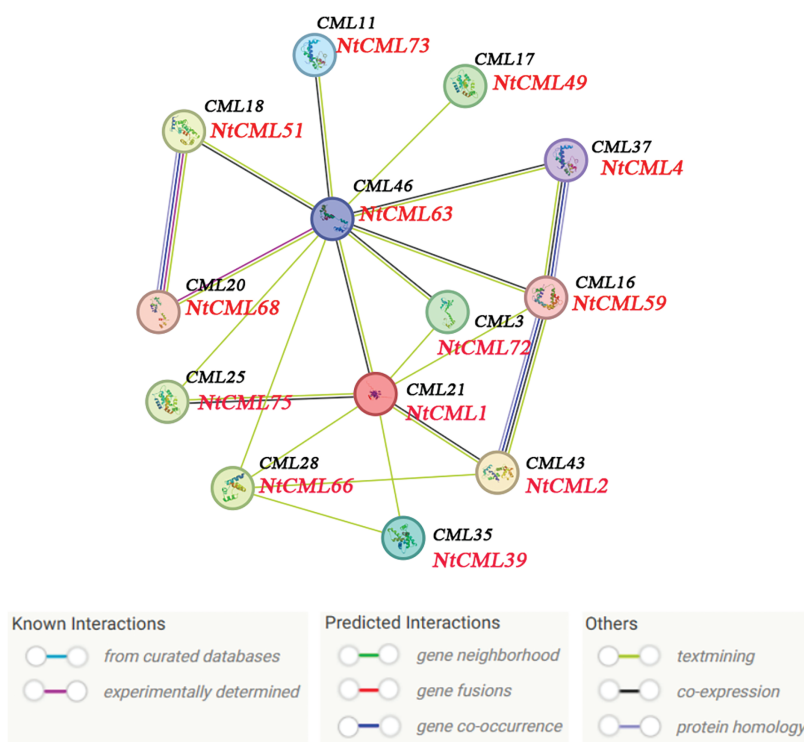 CML11
NtCML73
CML17
NtCML49
CML18
NtCML51
CML37
NtCML4
CML46
NtCML63
CML20
NtCML68
CML16
NtCML59
CML3
NtCML72
CML25
NtCML75
CML21
NtCML1
CML28
NtCML66
CML43
NtCML2
CML35
NtCML39
Known Interactions
from curated databases
experimentally determined
Predicted Interactions
gene neighborhood
gene fusions
gene co-occurrence
Others
textmining
co-expression
protein homology